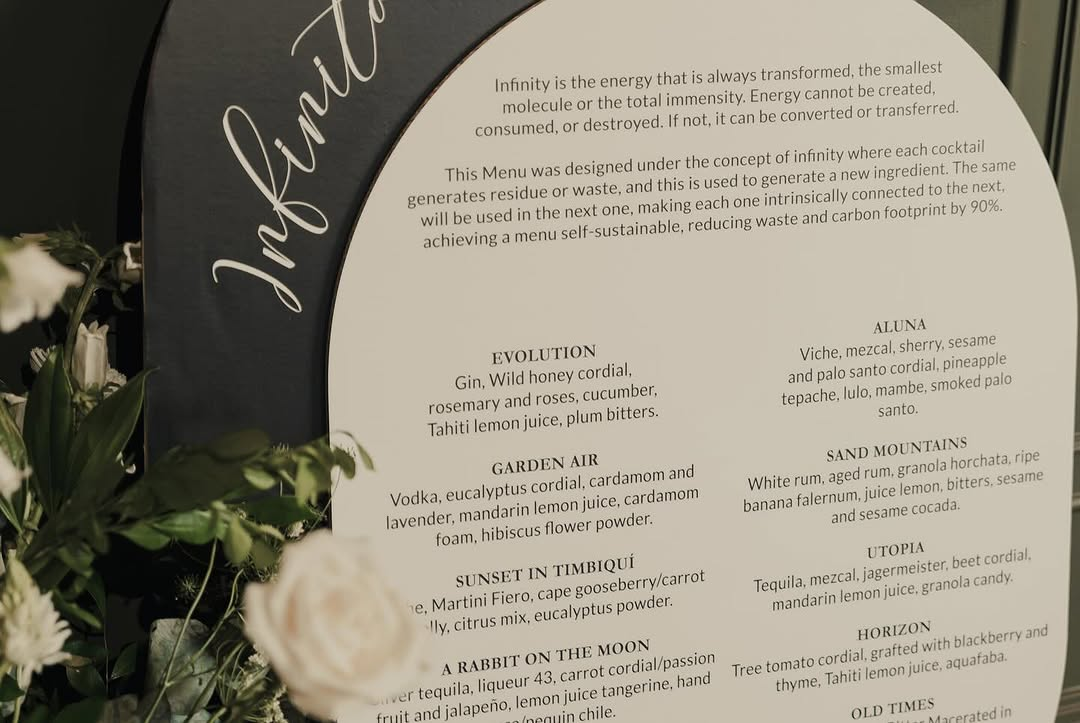 Infinito
Infinity is the energy that is always transformed, the smallest
molecule or the total immensity. Energy cannot be created,
consumed, or destroyed. If not, it can be converted or transferred.
This Menu was designed under the concept of infinity where each cocktail
generates residue or waste, and this is used to generate a new ingredient. The same
will be used in the next one, making each one intrinsically connected to the next,
achieving a menu self-sustainable, reducing waste and carbon footprint by 90%.
EVOLUTION
Gin, Wild honey cordial,
rosemary and roses, cucumber,
Tahiti lemon juice, plum bitters.
GARDEN AIR
Vodka, eucalyptus cordial, cardamom and
lavender, mandarin lemon juice, cardamom
foam, hibiscus flower powder.
SUNSET IN TIMBIQUÍ
Martini Fiero, cape gooseberry/carrot
citrus mix, eucalyptus powder.
A RABBIT ON THE MOON
tequila, liqueur 43, carrot cordial/passion
fruit and jalapeño, lemon juice tangerine, hand
chile.
ALUNA
Viche, mezcal, sherry, sesame
and palo santo cordial, pineapple
tepache, lulo, mambe, smoked palo
santo.
SAND MOUNTAINS
White rum, aged rum, granola horchata, ripe
banana falernum, juice lemon, bitters, sesame
and sesame cocada.
UTOPIA
Tequila, mezcal, jagermeister, beet cordial,
mandarin lemon juice, granola candy.
HORIZON
Tree tomato cordial, grafted with blackberry and
thyme, Tahiti lemon juice, aquafaba.
OLD TIMES
Macerated in